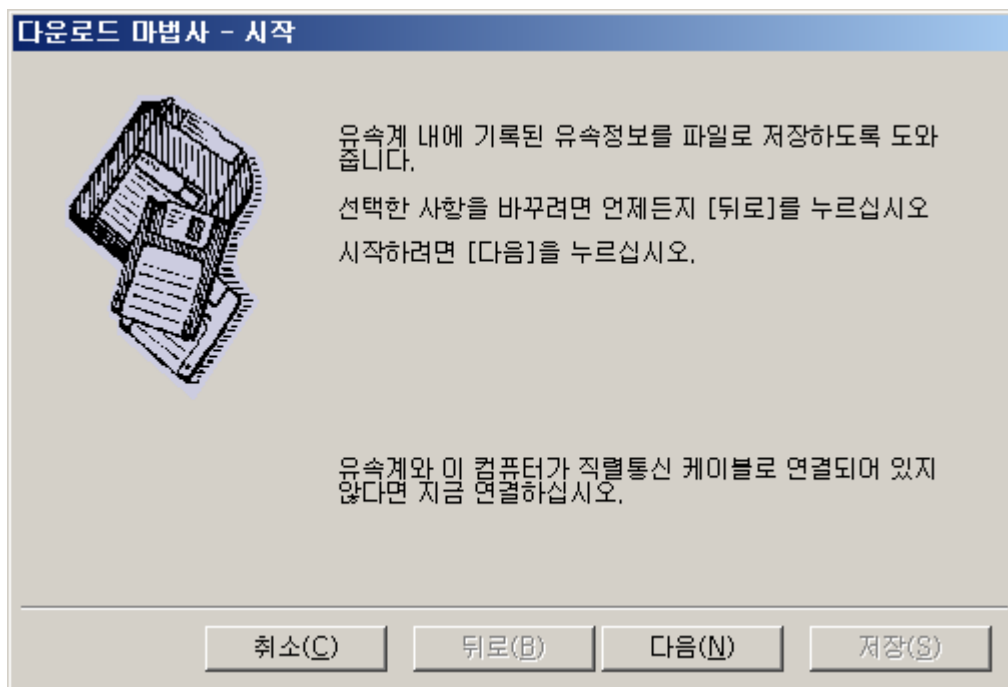 다운로드 마법사 - 시작
유속계 내에 기록된 유속정보를 파일로 저장하도록 도와
줍니다.
선택한 사항을 바꾸려면 언제든지 [뒤로]를 누르십시오
시작하려면 [다음]을 누르십시오.
유속계와 이 컴퓨터가 직렬통신 케이블로 연결되어 있지
않다면 지금 연결하십시오.
취소(C) 뒤로(B) 다음(N) 저장(S)